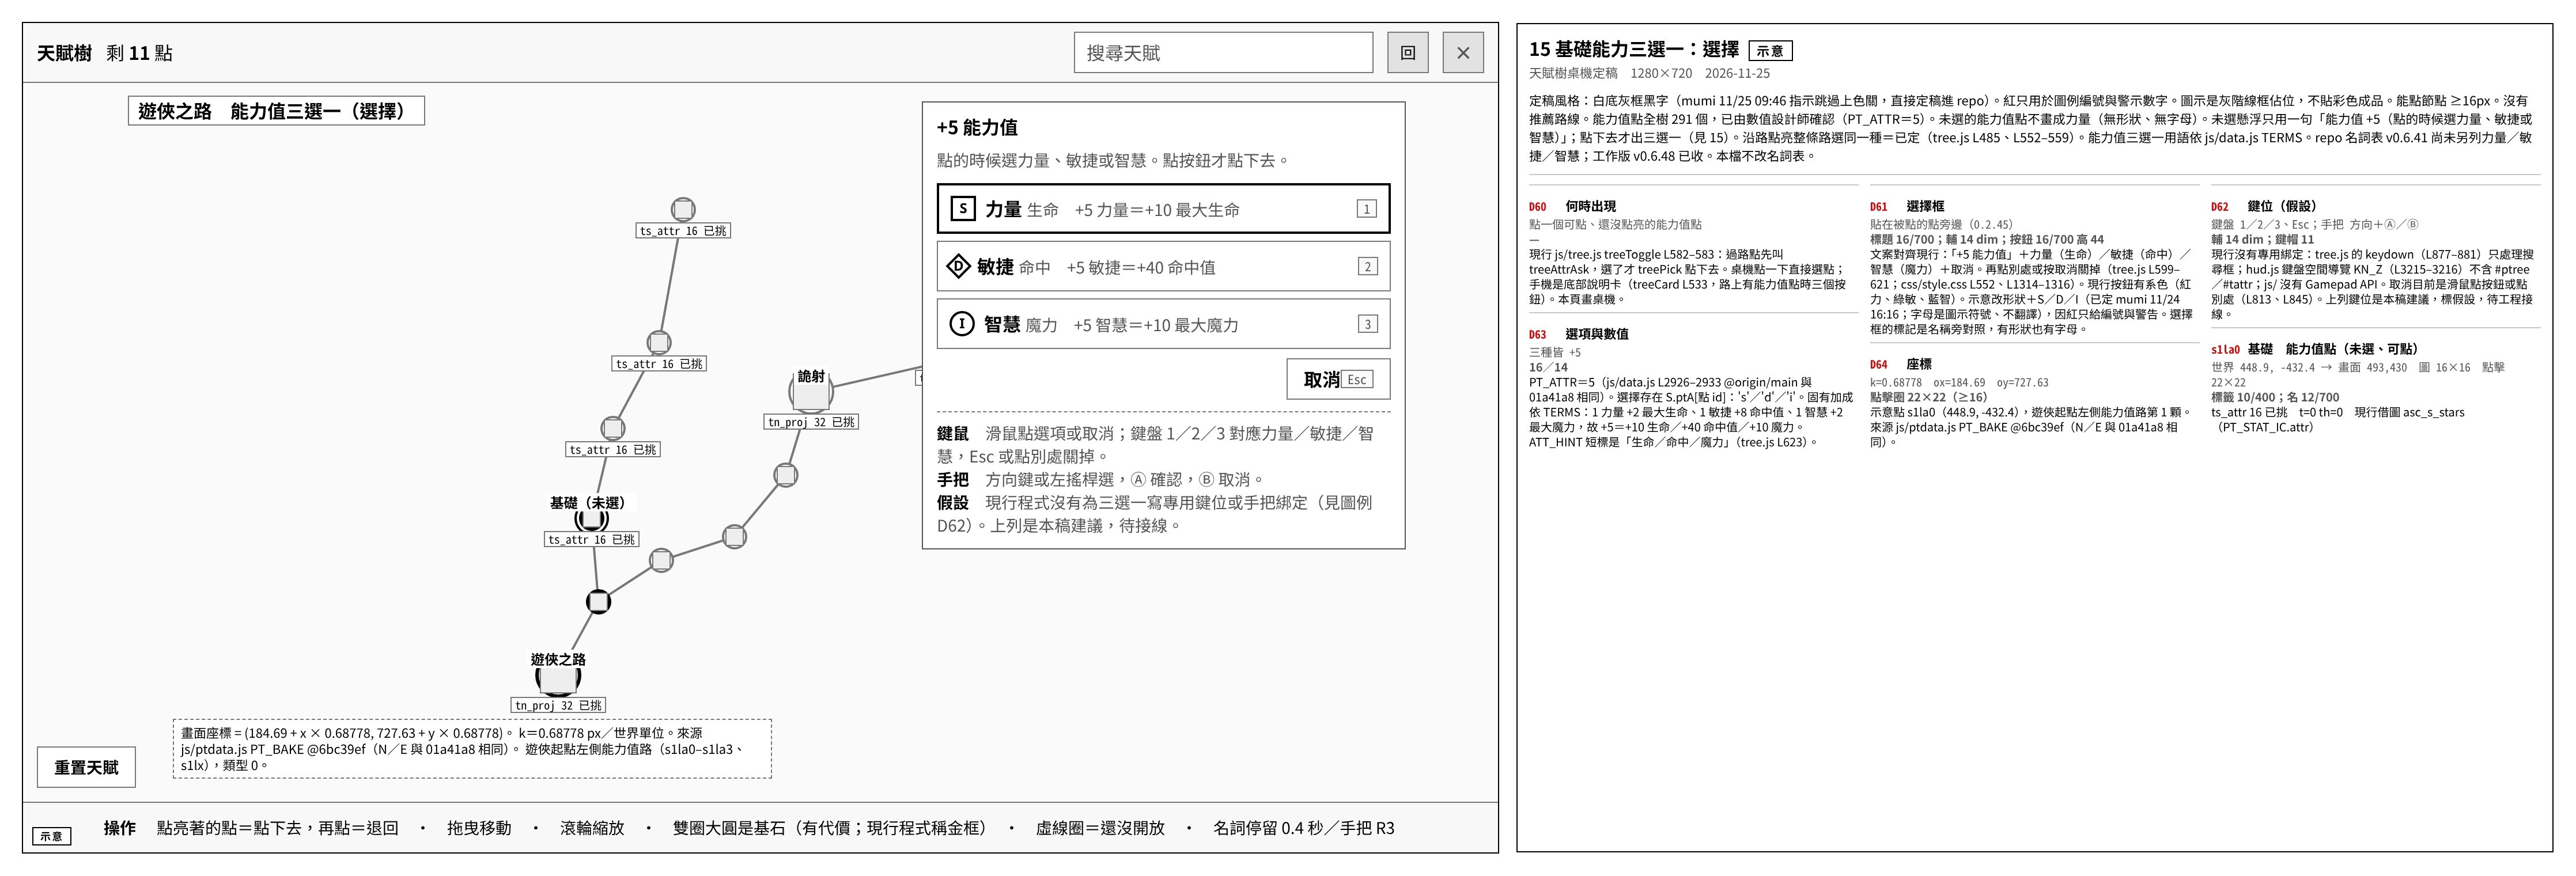 天賦樹 剩 11 點
搜尋天賦
回
×
遊俠之路 能力值三選一（選擇）
ts_attr 16 已挑
ts_attr 16 已挑
ts_attr 16 已挑
基礎（未選）
ts_attr 16 已挑
詭射
tn_proj 32 已挑
遊俠之路
tn_proj 32 已挑
+5 能力值
點的時候選力量、敏捷或智慧。點按鈕才點下去。
S 力量 生命 +5 力量＝+10 最大生命 1
D 敏捷 命中 +5 敏捷＝+40 命中值 2
I 智慧 魔力 +5 智慧＝+10 最大魔力 3
取消 Esc
鍵鼠 滑鼠點選項或取消；鍵盤 1／2／3 對應力量／敏捷／智
慧，Esc 或點別處關掉。
手把 方向鍵或左搖桿選，Ⓐ 確認，Ⓑ 取消。
假設 現行程式沒有為三選一寫專用鍵位或手把綁定（見圖例
D62）。上列是本稿建議，待接線。
畫面座標 = (184.69 + x × 0.68778, 727.63 + y × 0.68778)。 k＝0.68778 px／世界單位。來源
js/ptdata.js PT_BAKE @6bc39ef（N／E 與 01a41a8 相同）。 遊俠起點左側能力值路（s1la0–s1la3、
s1lx），類型 0。
重置天賦
示意
操作 點亮著的點＝點下去，再點＝退回 ・ 拖曳移動 ・ 滾輪縮放 ・ 雙圈大圓是基石（有代價；現行程式稱金框） ・ 虛線圈＝還沒開放 ・ 名詞停留 0.4 秒／手把 R3
15 基礎能力三選一：選擇 示意
天賦樹桌機定稿 1280×720 2026-11-25
定稿風格：白底灰框黑字（mumi 11/25 09:46 指示跳過上色關，直接定稿進 repo）。紅只用於圖例編號與警示數字。圖示是灰階線框佔位，不貼彩色成品。能點節點 ≥16px。沒有
推薦路線。能力值點全樹 291 個，已由數值設計師確認（PT_ATTR＝5）。未選的能力值點不畫成力量（無形狀、無字母）。未選懸浮只用一句「能力值 +5（點的時候選力量、敏捷或
智慧）」；點下去才出三選一（見 15）。沿路點亮整條路選同一種＝已定（tree.js L485、L552–559）。能力值三選一用語依 js/data.js TERMS。repo 名詞表 v0.6.41 尚未另列力量／敏
捷／智慧；工作版 v0.6.48 已收。本檔不改名詞表。
D60 何時出現
點一個可點、還沒點亮的能力值點
—
現行 js/tree.js treeToggle L582–583：過路點先叫
treeAttrAsk，選了才 treePick 點下去。桌機點一下直接選點；
手機是底部說明卡（treeCard L533，路上有能力值點時三個按
鈕）。本頁畫桌機。
D63 選項與數值
三種皆 +5
16／14
PT_ATTR＝5（js/data.js L2926–2933 @origin/main 與
01a41a8 相同）。選擇存在 S.ptA[點 id]：'s'／'d'／'i'。固有加成
依 TERMS：1 力量 +2 最大生命、1 敏捷 +8 命中值、1 智慧 +2
最大魔力，故 +5＝+10 生命／+40 命中值／+10 魔力。
ATT_HINT 短標是「生命／命中／魔力」（tree.js L623）。
D61 選擇框
貼在被點的點旁邊（0.2.45）
標題 16/700；輔 14 dim；按鈕 16/700 高 44
文案對齊現行：「+5 能力值」＋力量（生命）／敏捷（命中）／
智慧（魔力）＋取消。再點別處或按取消關掉（tree.js L599–
621；css/style.css L552、L1314–1316）。現行按鈕有系色（紅
力、綠敏、藍智）。示意改形狀＋S／D／I（已定 mumi 11/24
16:16；字母是圖示符號、不翻譯），因紅只給編號與警告。選擇
框的標記是名稱旁對照，有形狀也有字母。
D64 座標
k=0.68778 ox=184.69 oy=727.63
點擊圈 22×22（≥16）
示意點 s1la0（448.9, -432.4），遊俠起點左側能力值路第 1 顆。
來源 js/ptdata.js PT_BAKE @6bc39ef（N／E 與 01a41a8 相
同）。
D62 鍵位（假設）
鍵盤 1／2／3、Esc；手把 方向＋Ⓐ／Ⓑ
輔 14 dim；鍵帽 11
現行沒有專用綁定：tree.js 的 keydown（L877–881）只處理搜
尋框；hud.js 鍵盤空間導覽 KN_Z（L3215–3216）不含 #ptree
／#tattr；js/ 沒有 Gamepad API。取消目前是滑鼠點按鈕或點
別處（L813、L845）。上列鍵位是本稿建議，標假設，待工程接
線。
s1la0 基礎 能力值點（未選、可點）
世界 448.9, -432.4 → 畫面 493,430 圖 16×16 點擊
22×22
標籤 10/400；名 12/700
ts_attr 16 已挑 t=0 th=0 現行借圖 asc_s_stars
（PT_STAT_IC.attr）